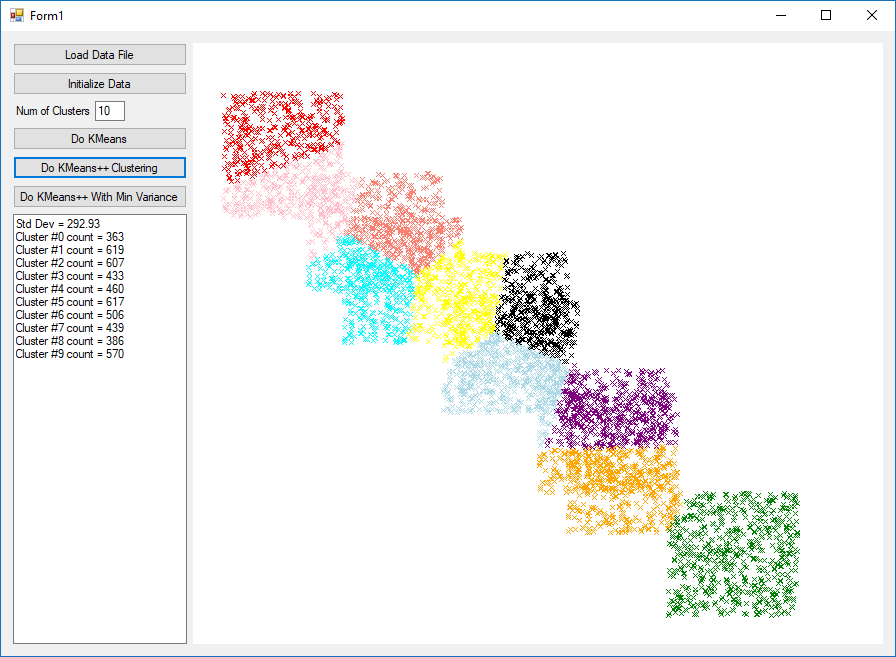 Form1
Load Data File
Initialize Data
Num of Clusters 10
Do KMeans
Do KMeans++ Clustering
Do KMeans++ With Min Variance
Std Dev = 292.93
Cluster #0 count = 363
Cluster #1 count = 619
Cluster #2 count = 607
Cluster #3 count = 433
Cluster #4 count = 460
Cluster #5 count = 617
Cluster #6 count = 506
Cluster #7 count = 439
Cluster #8 count = 386
Cluster #9 count = 570